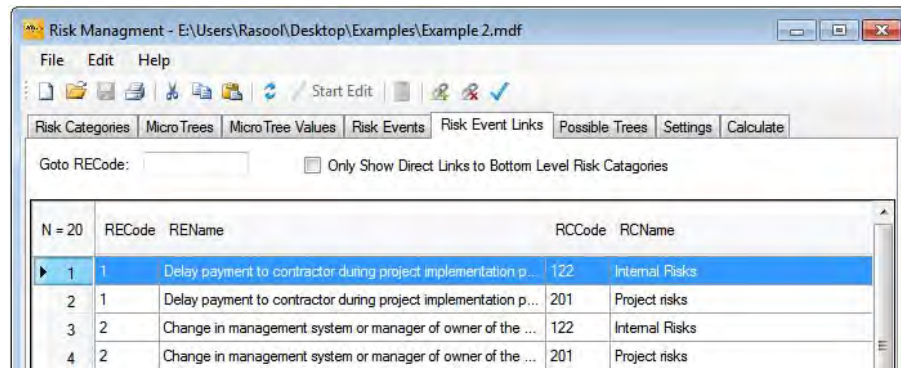 Risk Managment - E:\Users\Rasool\Desktop\Examples\Example 2.mdf
File Edit Help
Start Edit
Risk Categories Micro Trees Micro Tree Values Risk Events Risk Event Links Possible Trees Settings Calculate
Goto RECode: Only Show Direct Links to Bottom Level Risk Catagories
N = 20 RECode REName RCCode RCName
1 1 Delay payment to contractor during project implementation p... 122 Internal Risks
2 1 Delay payment to contractor during project implementation p... 201 Project risks
3 2 Change in management system or manager of owner of the ... 122 Internal Risks
4 2 Change in management system or manager of owner of the ... 201 Project risks